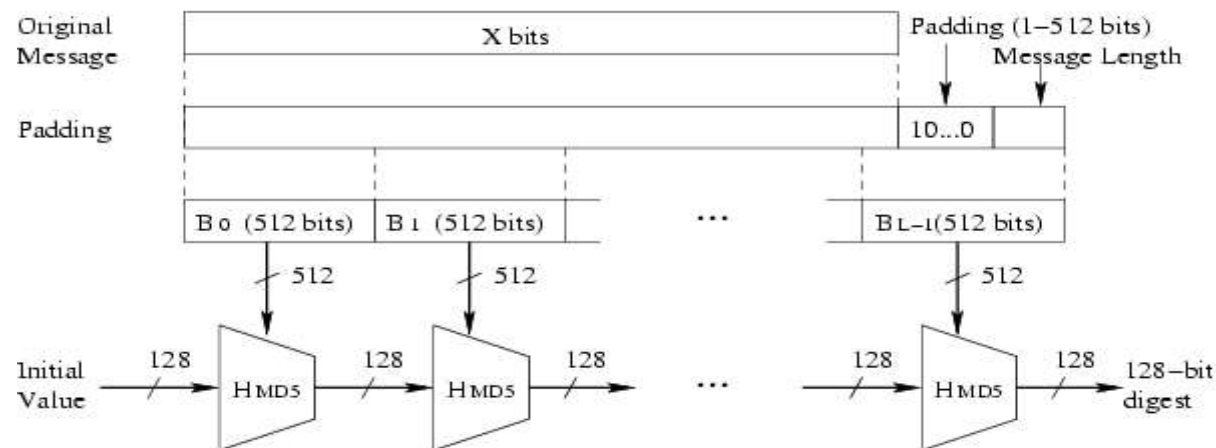 Original
Message
X bits
Padding (1–512 bits)
Message Length
Padding
10...0
B0 (512 bits)
B1 (512 bits)
...
BL–1(512 bits)
512
512
512
Initial
Value
128
HMD5
128
HMD5
128
...
128
HMD5
128
128–bit
digest